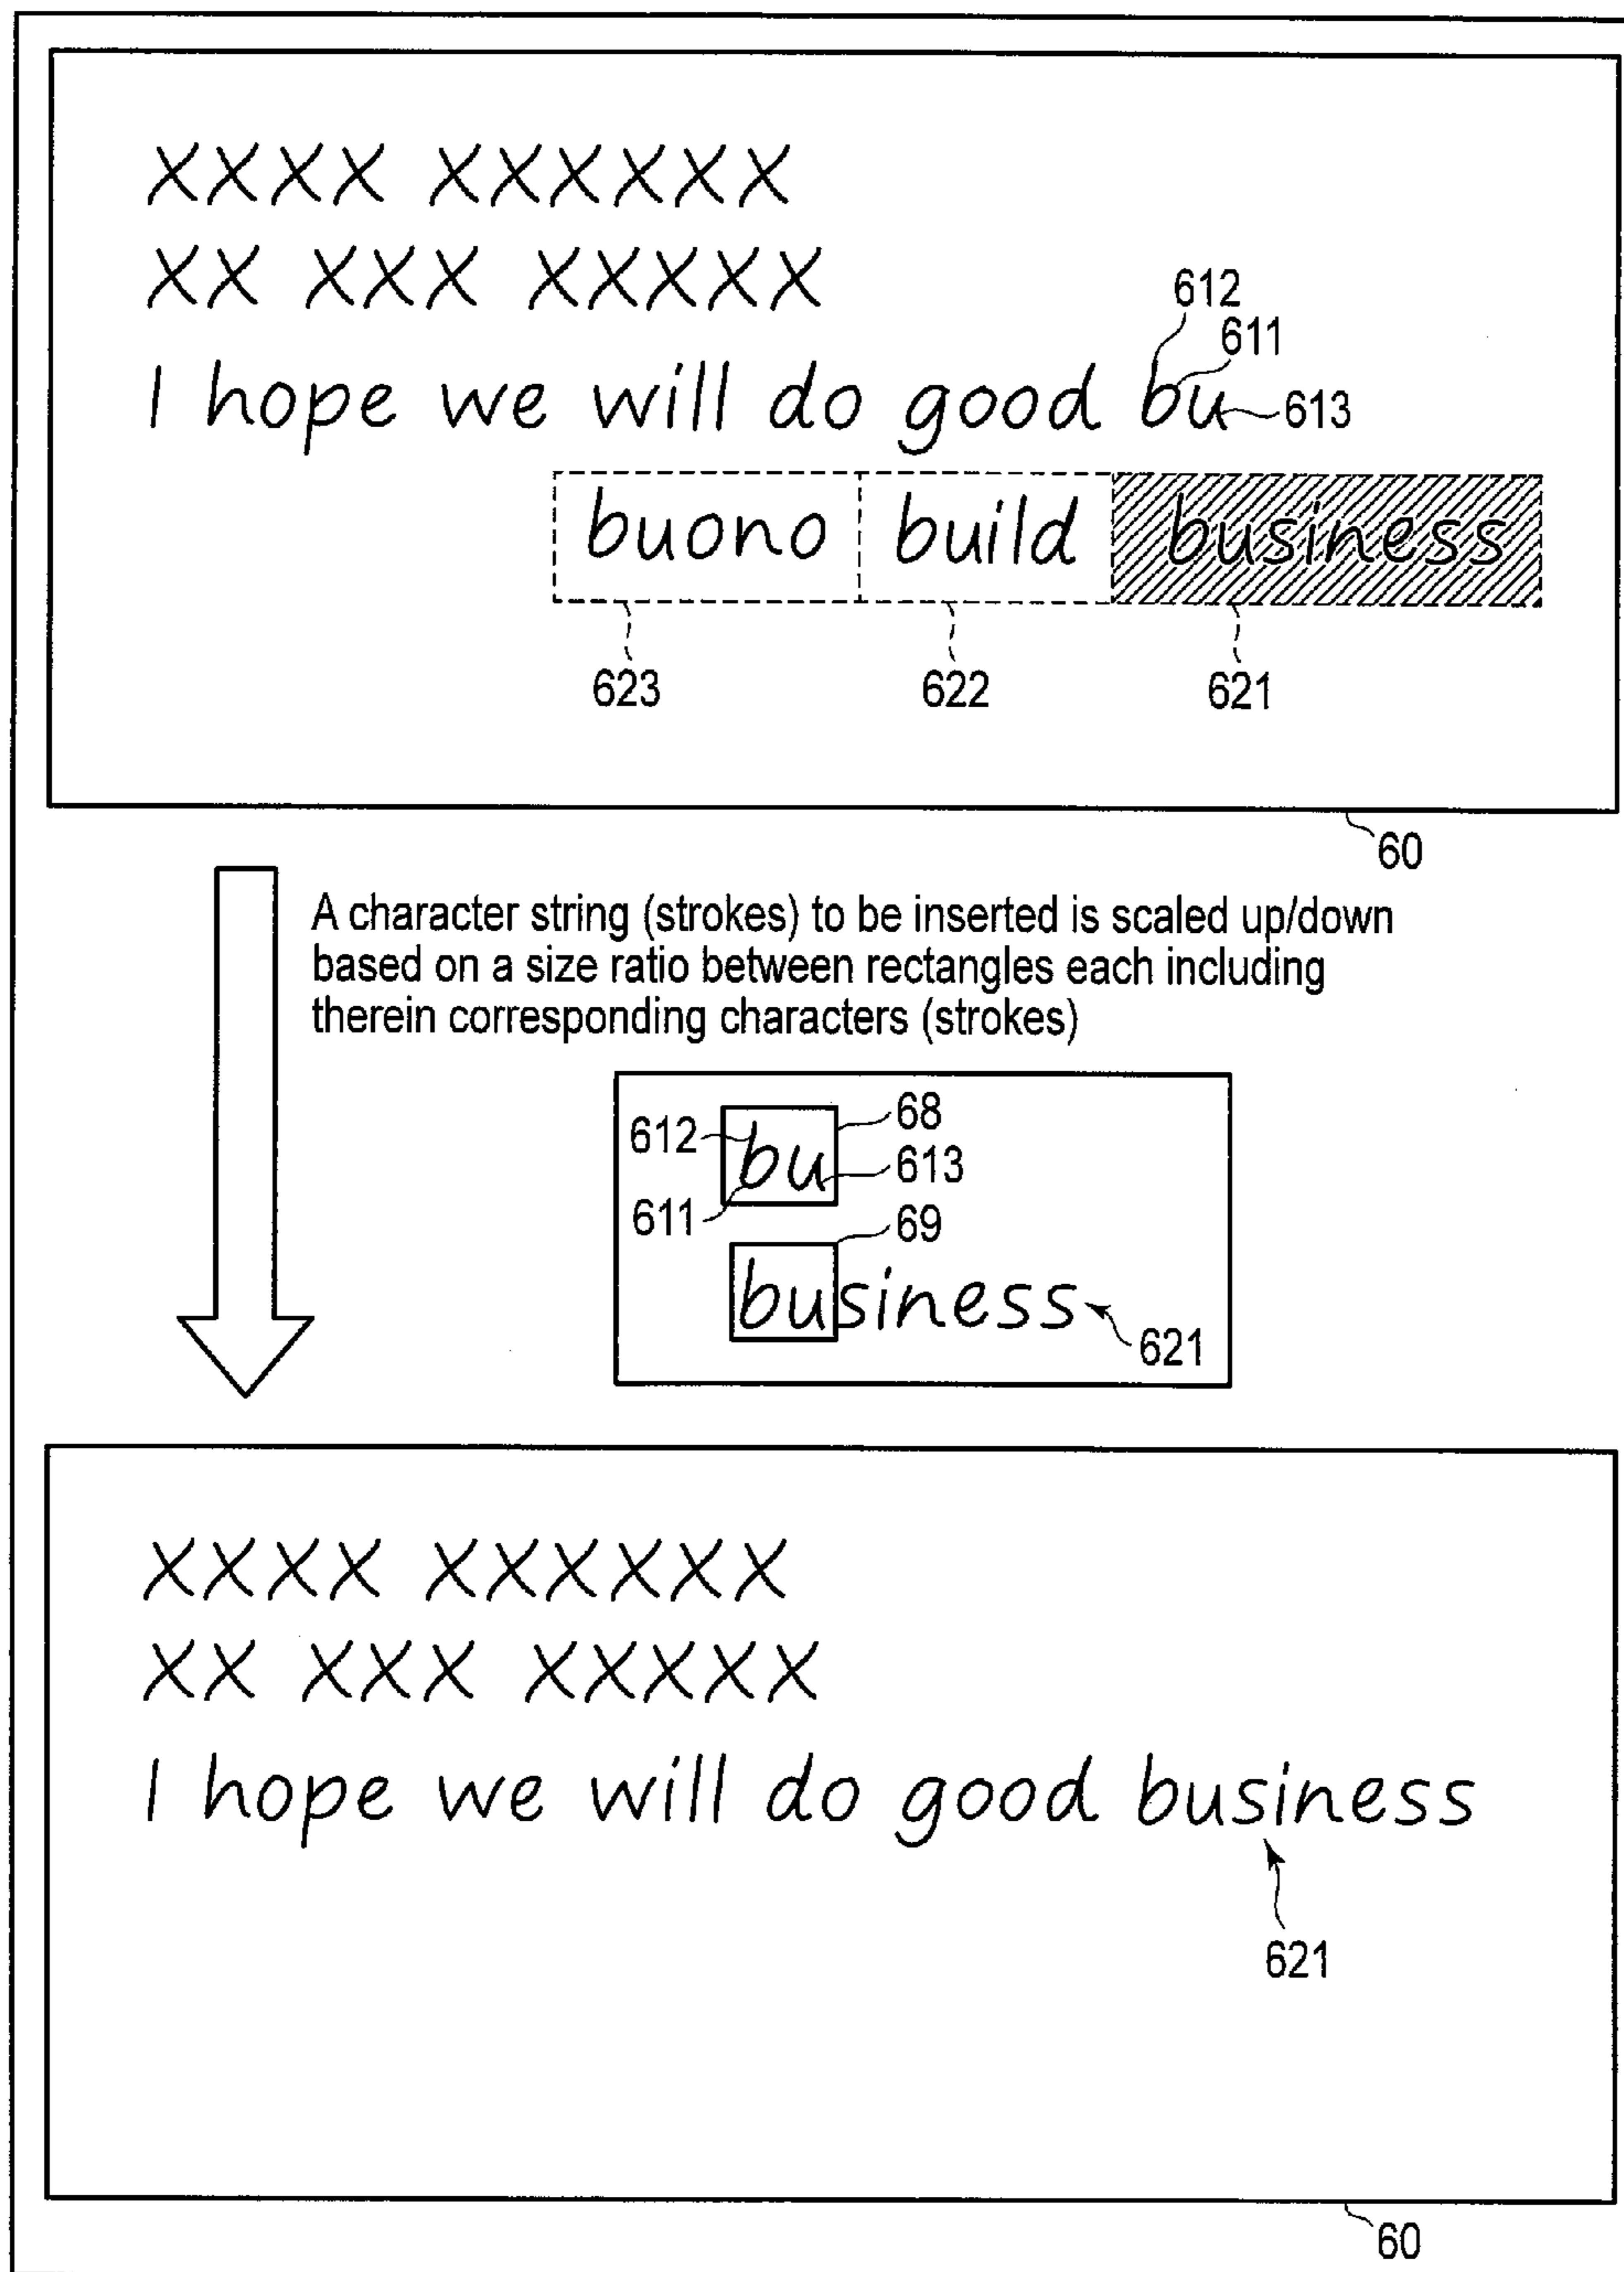 XXXX XXXXXX
XX XXX XXXXX
612
611
I hope we will do good bu
613
buono build business
623 622 621
60
A character string (strokes) to be inserted is scaled up/down
based on a size ratio between rectangles each including
therein corresponding characters (strokes)
68
612 bu 613
611
69
business
621
XXXX XXXXXX
XX XXX XXXXX
I hope we will do good business
621
60